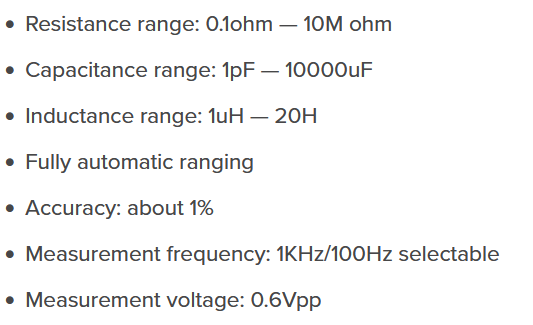 • Resistance range: 0.1ohm — 10M ohm
• Capacitance range: 1pF — 10000uF
• Inductance range: 1uH — 20H
• Fully automatic ranging
• Accuracy: about 1%
• Measurement frequency: 1KHz/100Hz selectable
• Measurement voltage: 0.6Vpp